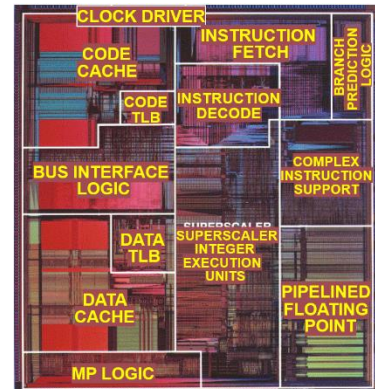 CLOCK DRIVER
CODE
CACHE
INSTRUCTION
FETCH
BRANCH
PREDICTION
LOGIC
CODE
TLB
INSTRUCTION
DECODE
BUS INTERFACE
LOGIC
COMPLEX
INSTRUCTION
SUPPORT
SUPERSCALER
SUPERSCALER
INTEGER
EXECUTION
UNITS
DATA
TLB
DATA
CACHE
PIPELINED
FLOATING
POINT
MP LOGIC